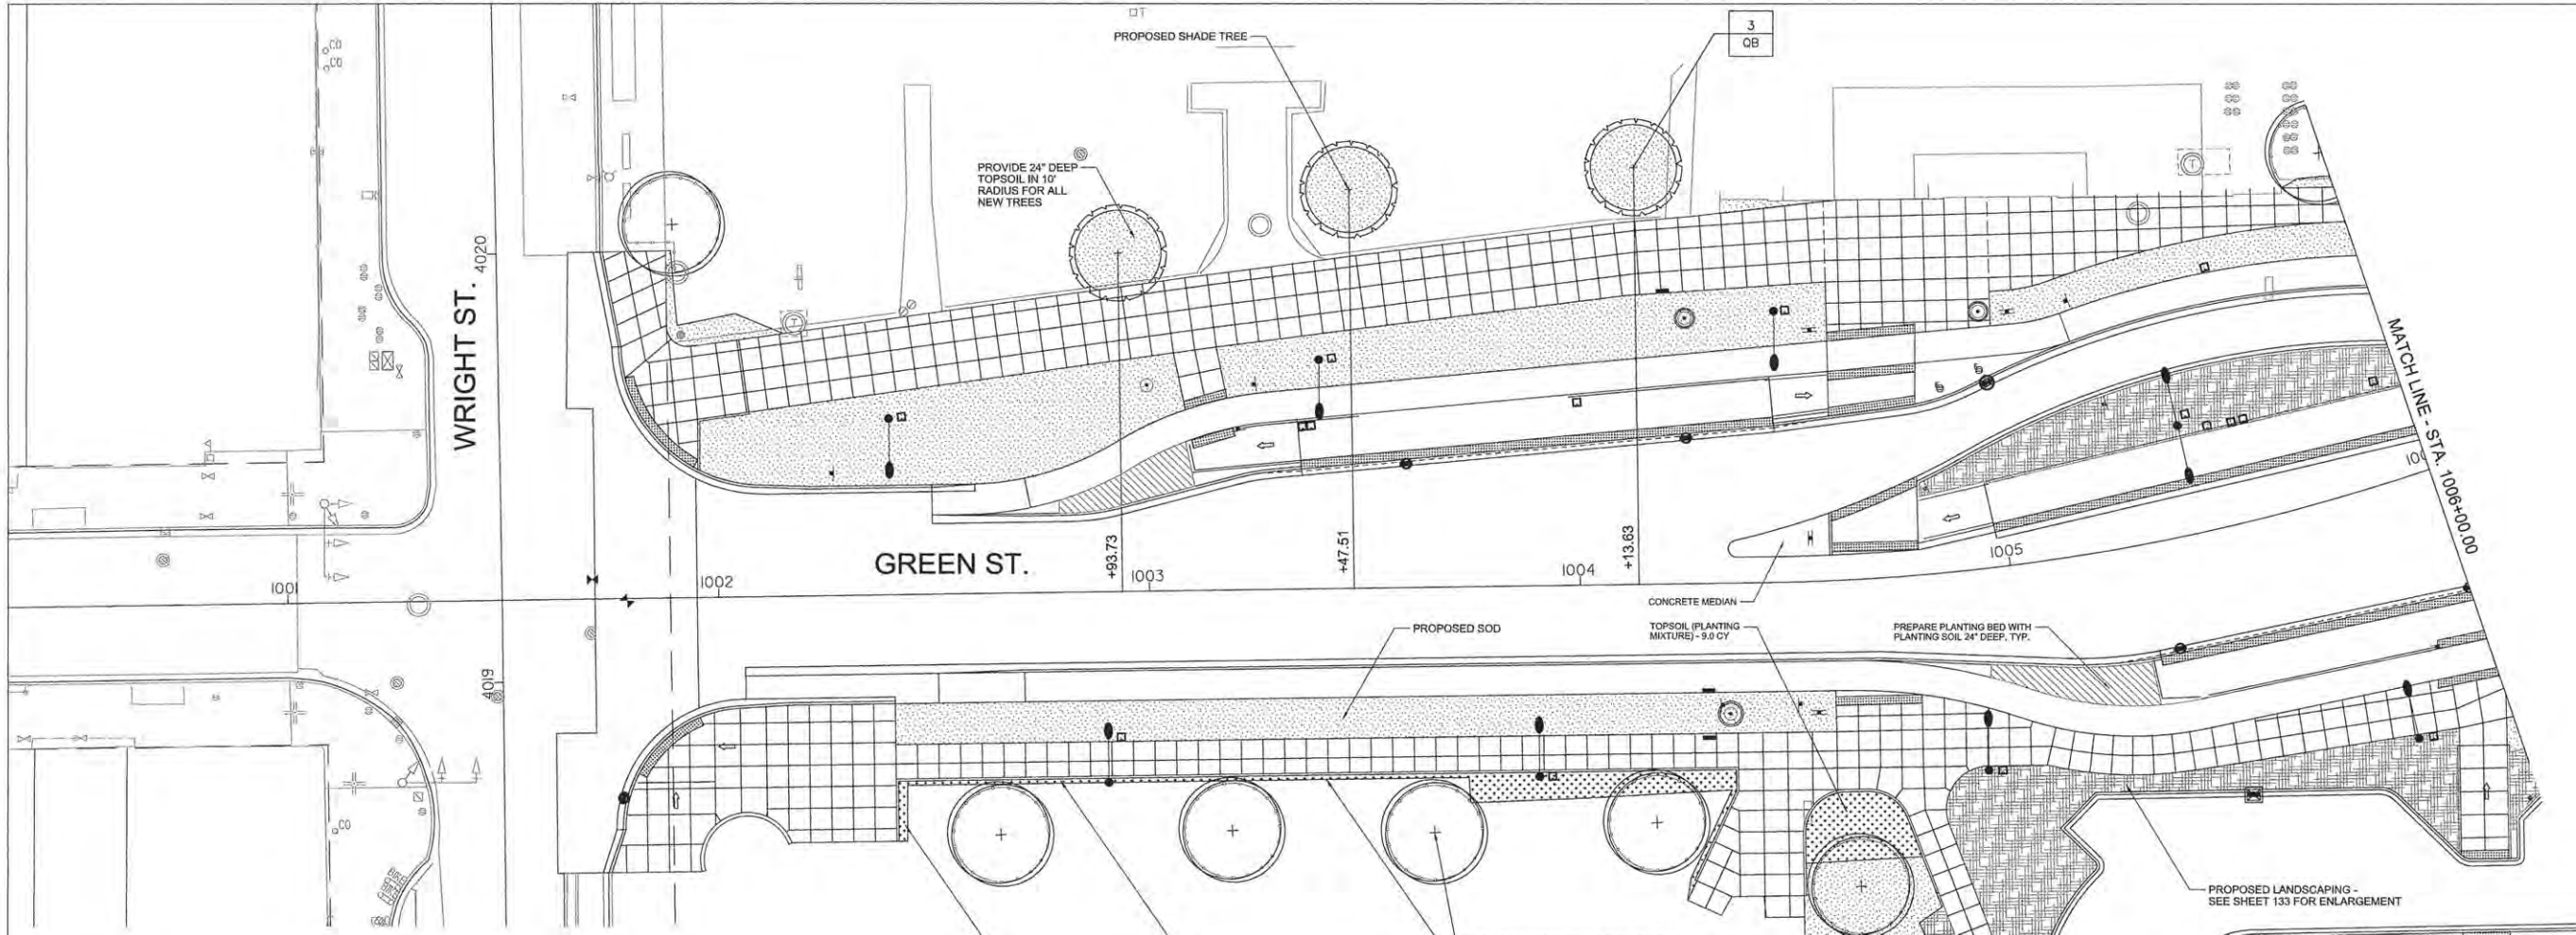 T
PROPOSED SHADE TREE
3
QB
CO
CO
PROVIDE 24" DEEP
TOPSOIL IN 10'
RADIUS FOR ALL
NEW TREES
T
4020
WRIGHT ST.
T
MATCH LINE - STA. 1006+00.00
GREEN ST.
+93.73
+47.51
+13.63
1001
1002
1003
1004
1005
CONCRETE MEDIAN
PROPOSED SOD
TOPSOIL (PLANTING
MIXTURE) - 9.0 CY
PREPARE PLANTING BED WITH
PLANTING SOIL 24" DEEP, TYP.
4019
CO
PROPOSED LANDSCAPING -
SEE SHEET 133 FOR ENLARGEMENT